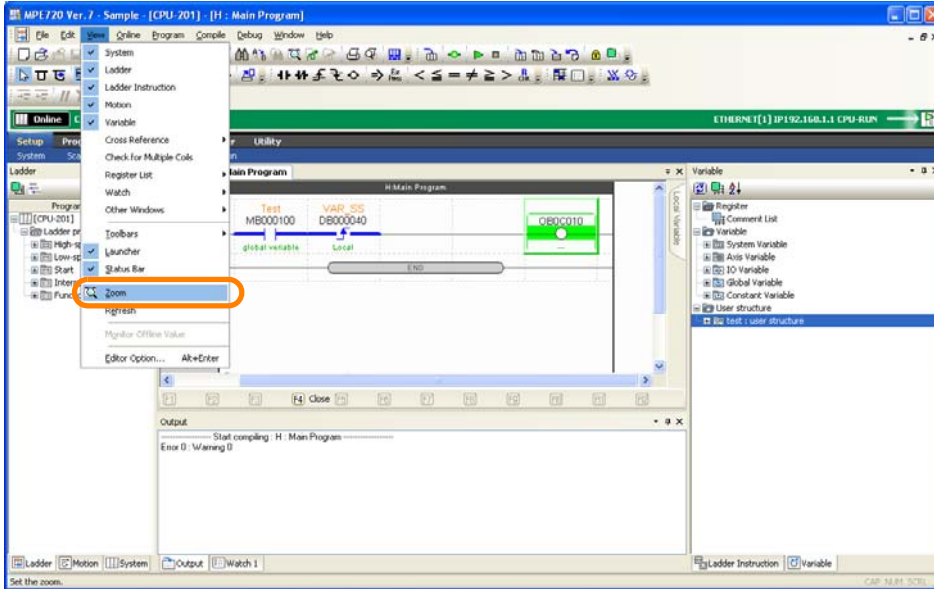 MPE720 Ver.7 - Sample - [CPU-201] - [H : Main Program]
File Edit View Online Program Compile Debug Window Help
System
Ladder
Ladder Instruction
Motion
Variable
Cross Reference
Check for Multiple Coils
Register List
Watch
Other Windows
Toolbars
Launcher
Status Bar
Zoom
Refresh
Monitor Offline Value
Editor Option... Alt+Enter
Online
ETHERNET[1] IP192.168.1.1 CPU-RUN
Setup
Utility
System
Ladder
[CPU-201]
Start
Main Program
H:Main Program
Test
MB000100
global variable
VAR_SS
DB000040
Local
OB0C010
---
END
Local Variable
F4 Close
Output
Start compiling : H : Main Program
Error 0 : Warning 0
Variable
Register
Comment List
Variable
System Variable
Axis Variable
IO Variable
Global Variable
Constant Variable
User structure
test : user structure
Ladder Motion System
Output Watch 1
Ladder Instruction Variable
Set the zoom.
CAP NUM SCRL